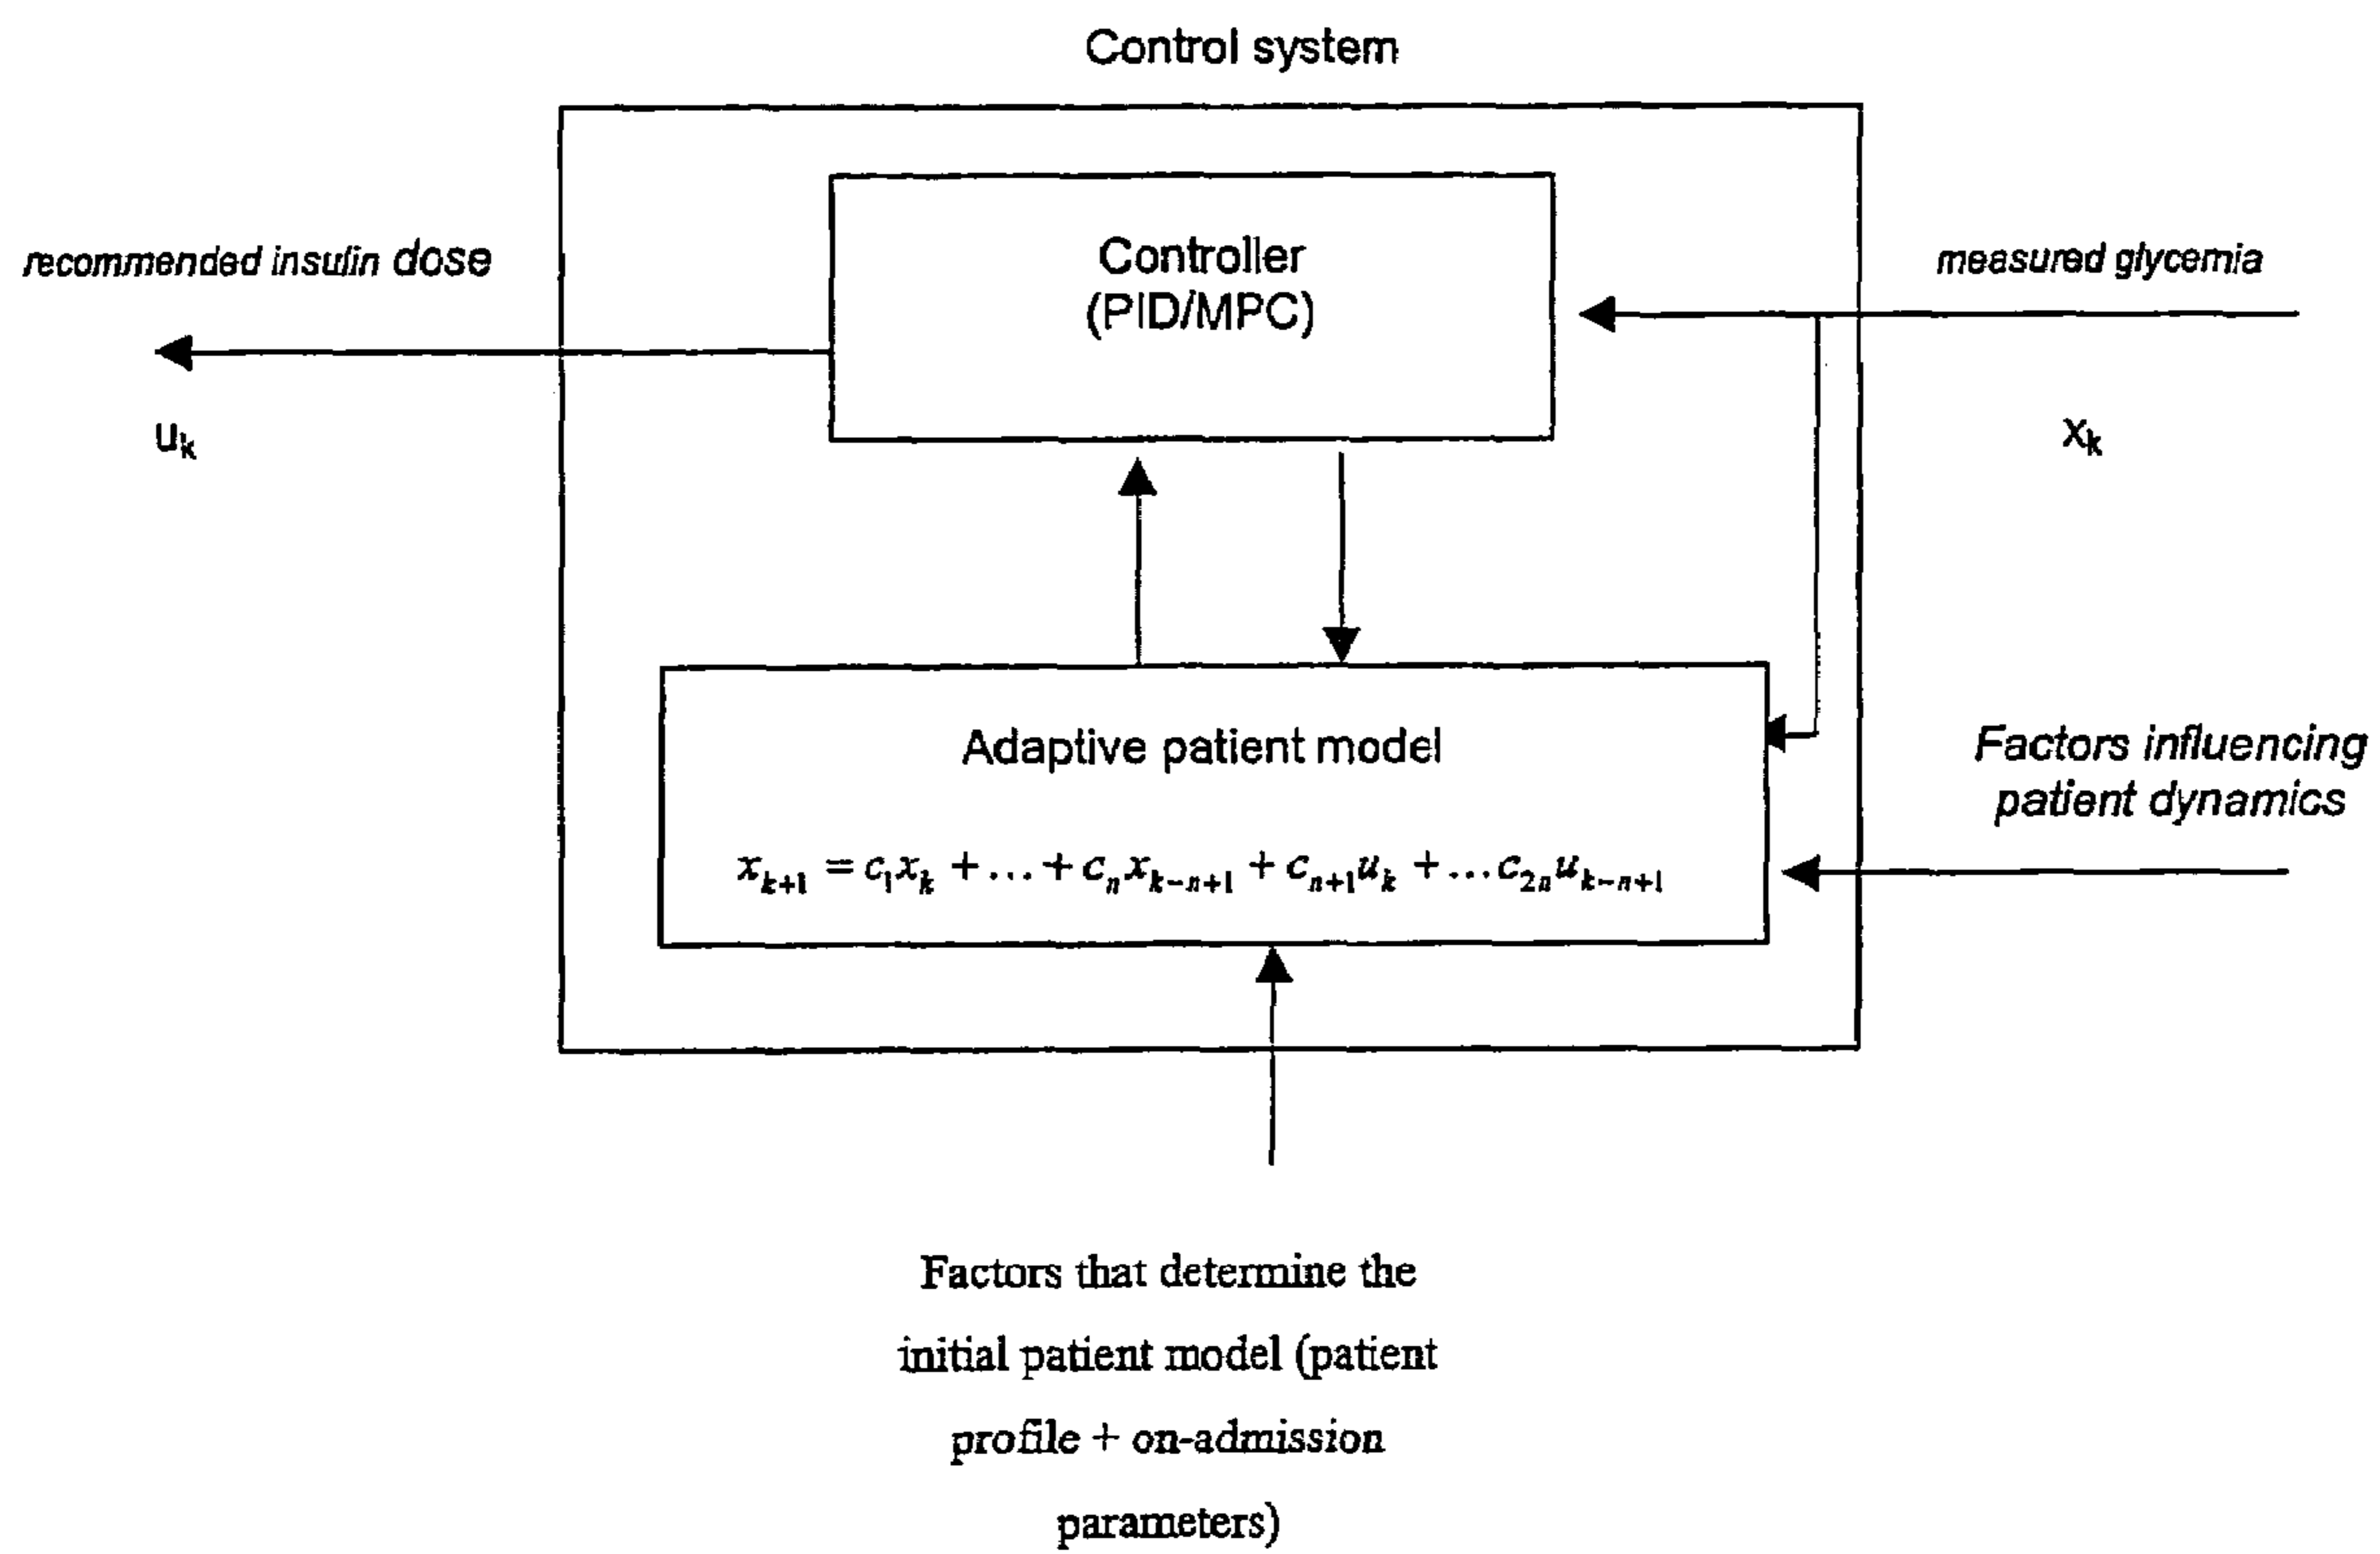 Control system
recommended insulin dose
Controller
(PID/MPC)
measured glycemia
uₖ
xₖ
Adaptive patient model
xₖ₊₁ = c₁xₖ + ... + cₙxₖ₋ₙ₊₁ + cₙ₊₁uₖ + ...c₂ₙuₖ₋ₙ₊₁
Factors influencing
patient dynamics
Factors that determine the
initial patient model (patient
profile + on-admission
parameters)